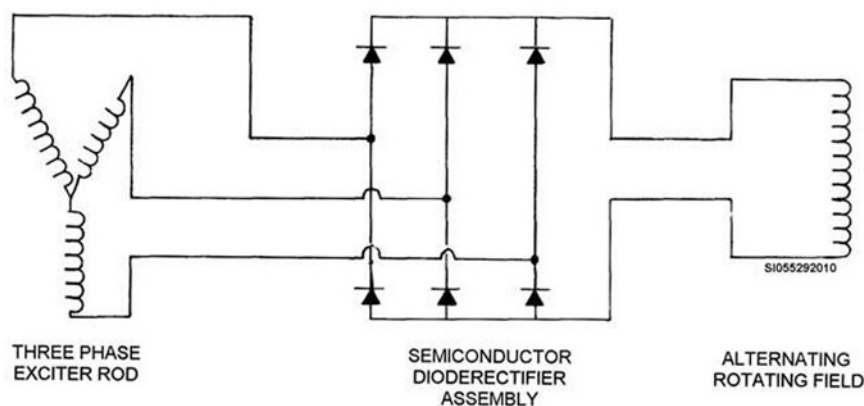 SI055292010
THREE PHASE
EXCITER ROD
SEMICONDUCTOR
DIODERECTIFIER
ASSEMBLY
ALTERNATING
ROTATING FIELD